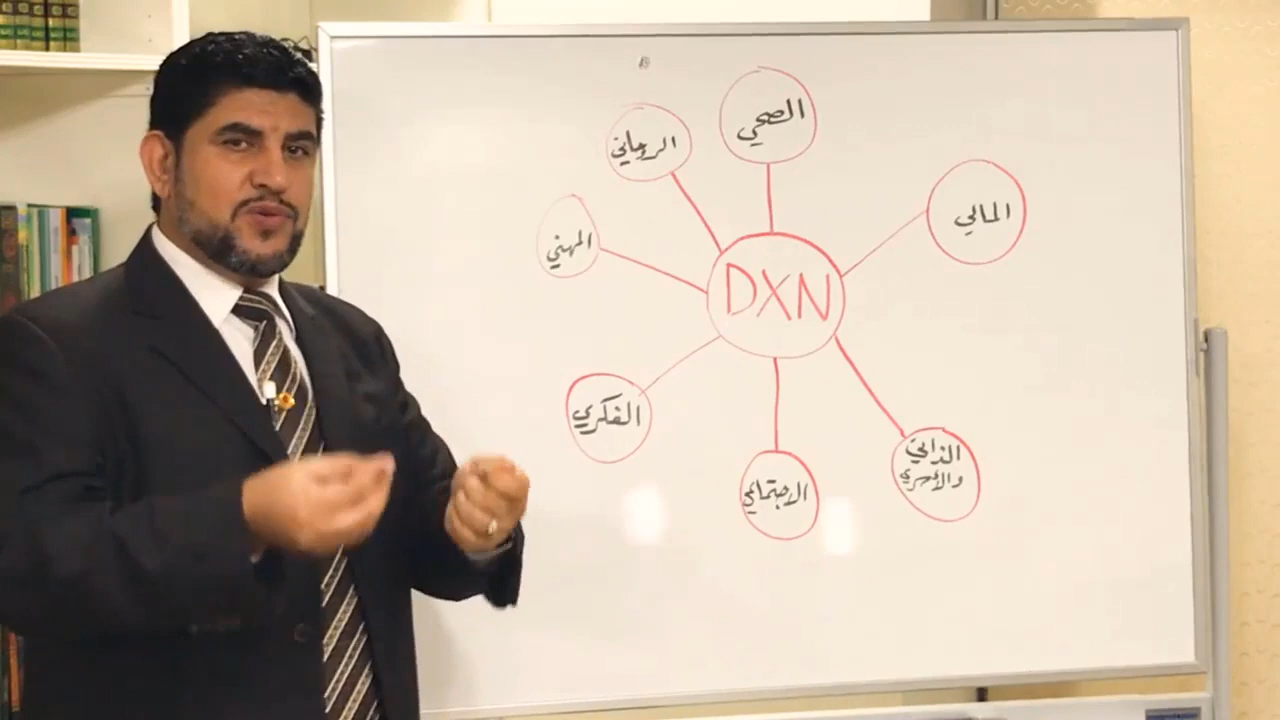 الصحي
الروحاني
المالي
المهني
DXN
الفكري
الذاتي
والأسري
الاجتماعي